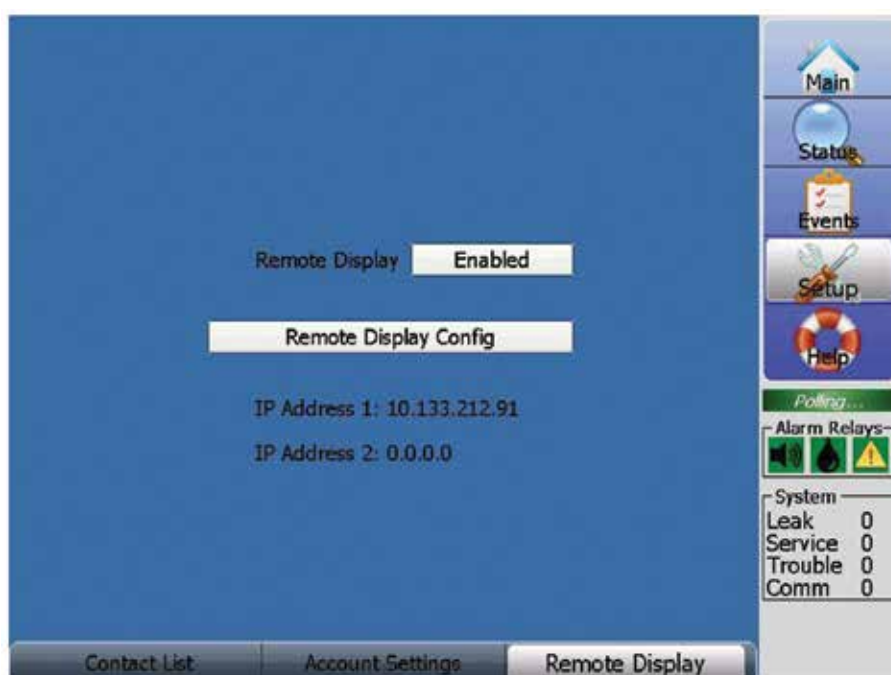 Remote Display Enabled
Remote Display Config
IP Address 1: 10.133.212.91
IP Address 2: 0.0.0.0
Contact List
Account Settings
Remote Display
Main
Status
Events
Setup
Help
Polling...
Alarm Relays
System
Leak 0
Service 0
Trouble 0
Comm 0